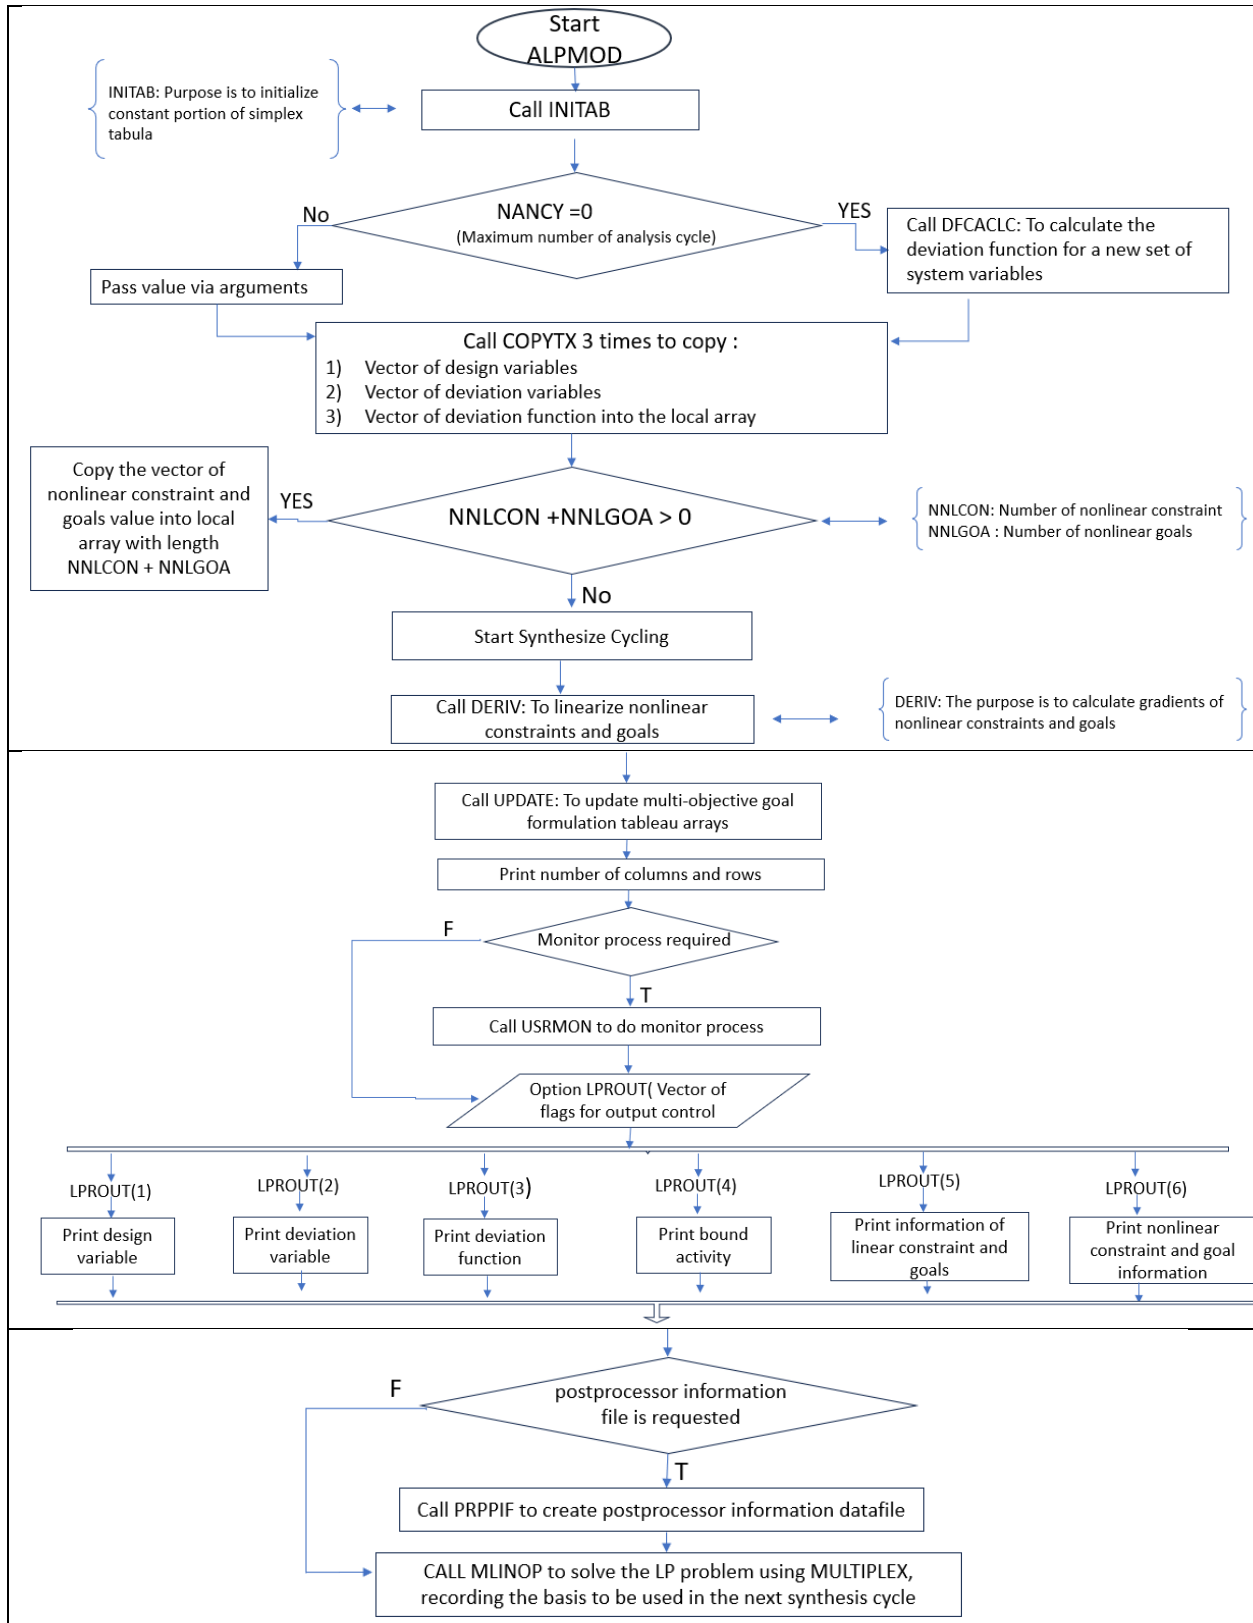 Start
ALPMOD
INITAB: Purpose is to initialize
constant portion of simplex
tabula
Call INITAB
No
NANCY =0
(Maximum number of analysis cycle)
YES
Call DFCACLC: To calculate the
deviation function for a new set of
system variables
Pass value via arguments
Call COPYTX 3 times to copy :
1) Vector of design variables
2) Vector of deviation variables
3) Vector of deviation function into the local array
Copy the vector of
nonlinear constraint and
goals value into local
array with length
NNLCON + NNLGOA
YES
NNLCON +NNLGOA > 0
NNLCON: Number of nonlinear constraint
NNLGOA : Number of nonlinear goals
No
Start Synthesize Cycling
Call DERIV: To linearize nonlinear
constraints and goals
DERIV: The purpose is to calculate gradients of
nonlinear constraints and goals
Call UPDATE: To update multi-objective goal
formulation tableau arrays
Print number of columns and rows
F
Monitor process required
T
Call USRMON to do monitor process
Option LPROUT( Vector of
flags for output control
LPROUT(1)
LPROUT(2)
LPROUT(3)
LPROUT(4)
LPROUT(5)
LPROUT(6)
Print design
variable
Print deviation
variable
Print deviation
function
Print bound
activity
Print information of
linear constraint and
goals
Print nonlinear
constraint and goal
information
F
postprocessor information
file is requested
T
Call PRPPIF to create postprocessor information datafile
CALL MLINOP to solve the LP problem using MULTIPLEX,
recording the basis to be used in the next synthesis cycle